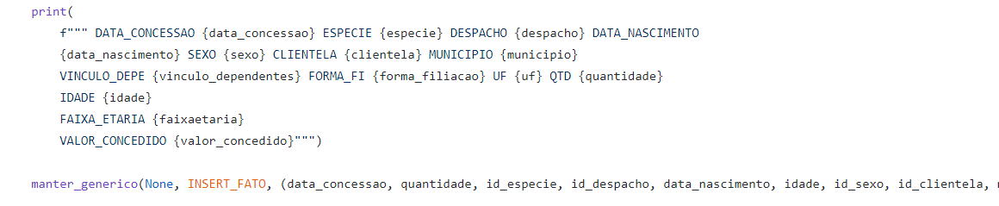 print(
f""" DATA_CONCESSAO {data_concessao} ESPECIE {especie} DESPACHO {despacho} DATA_NASCIMENTO
{data_nascimento} SEXO {sexo} CLIENTELA {clientela} MUNICIPIO {municipio}
VINCULO_DEPE {vinculo_dependentes} FORMA_FI {forma_filiacao} UF {uf} QTD {quantidade}
IDADE {idade}
FAIXA_ETARIA {faixaetaria}
VALOR_CONCEDIDO {valor_concedido}""")
manter_generico(None, INSERT_FATO, (data_concessao, quantidade, id_especie, id_despacho, data_nascimento, idade, id_sexo, id_clientela,